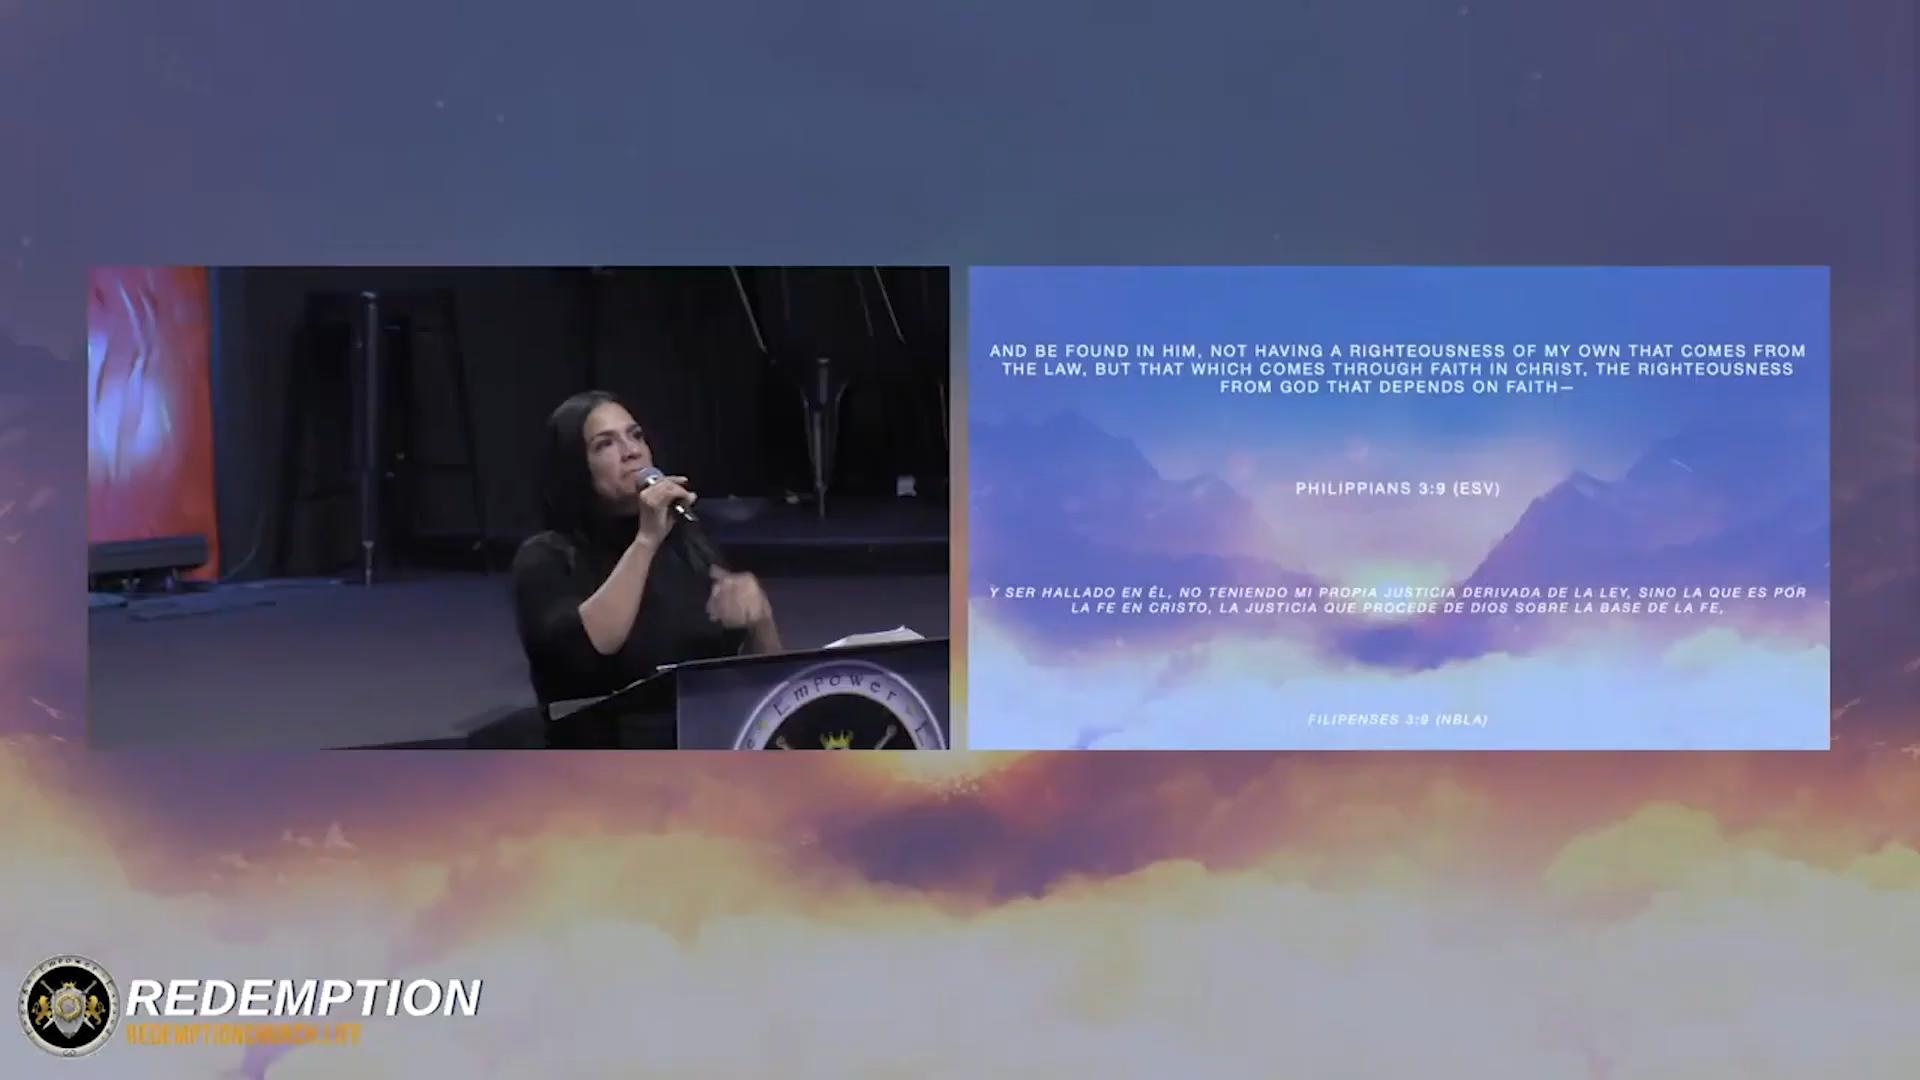 AND BE FOUND IN HIM, NOT HAVING A RIGHTEOUSNESS OF MY OWN THAT COMES FROM
THE LAW, BUT THAT WHICH COMES THROUGH FAITH IN CHRIST, THE RIGHTEOUSNESS
FROM GOD THAT DEPENDS ON FAITH—
PHILIPPIANS 3:9 (ESV)
Y SER HALLADO EN ÉL, NO TENIENDO MI PROPIA JUSTICIA DERIVADA DE LA LEY, SINO LA QUE ES POR
LA FE EN CRISTO, LA JUSTICIA QUE PROCEDE DE DIOS SOBRE LA BASE DE LA FE,
FILIPENSES 3:9 (NBLA)
Empower
Empower
REDEMPTION
REDEMPTIONCHURCH.LIFE